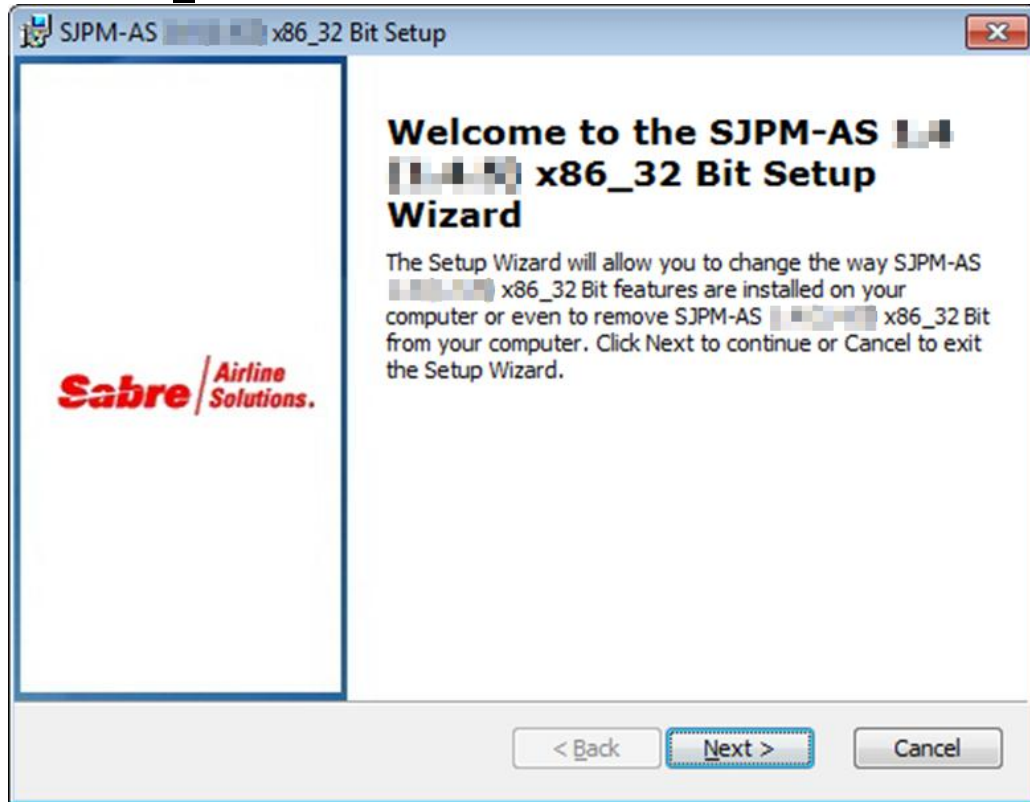 SJPM-AS x86_32 Bit Setup
Welcome to the SJPM-AS
x86_32 Bit Setup
Wizard
The Setup Wizard will allow you to change the way SJPM-AS
x86_32 Bit features are installed on your
computer or even to remove SJPM-AS x86_32 Bit
from your computer. Click Next to continue or Cancel to exit
the Setup Wizard.
Sabre Airline
Solutions.
< Back Next > Cancel